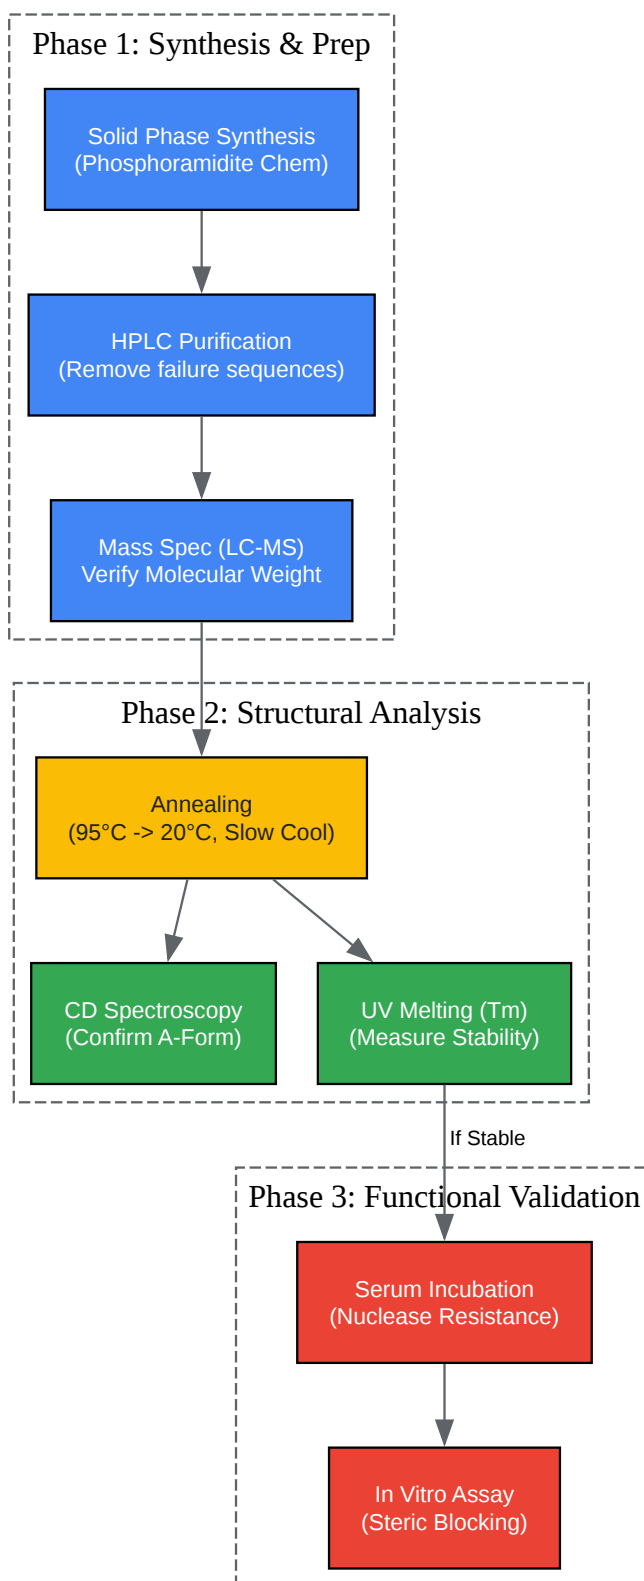 Phase 1: Synthesis & Prep
Solid Phase Synthesis
(Phosphoramidite Chem)
HPLC Purification
(Remove failure sequences)
Mass Spec (LC-MS)
Verify Molecular Weight
Phase 2: Structural Analysis
Annealing
(95°C -> 20°C, Slow Cool)
CD Spectroscopy
(Confirm A-Form)
UV Melting (Tm)
(Measure Stability)
If Stable
Phase 3: Functional Validation
Serum Incubation
(Nuclease Resistance)
In Vitro Assay
(Steric Blocking)